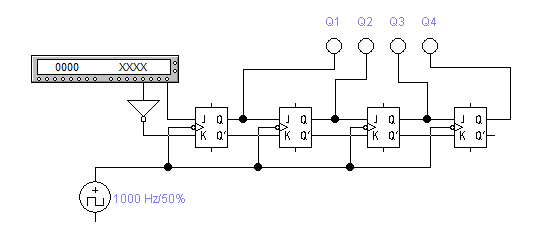 Q1 Q2 Q3 Q4
0000 XXXX
J Q J Q J Q J Q
K Q' K Q' K Q' K Q'
1000 Hz/50%